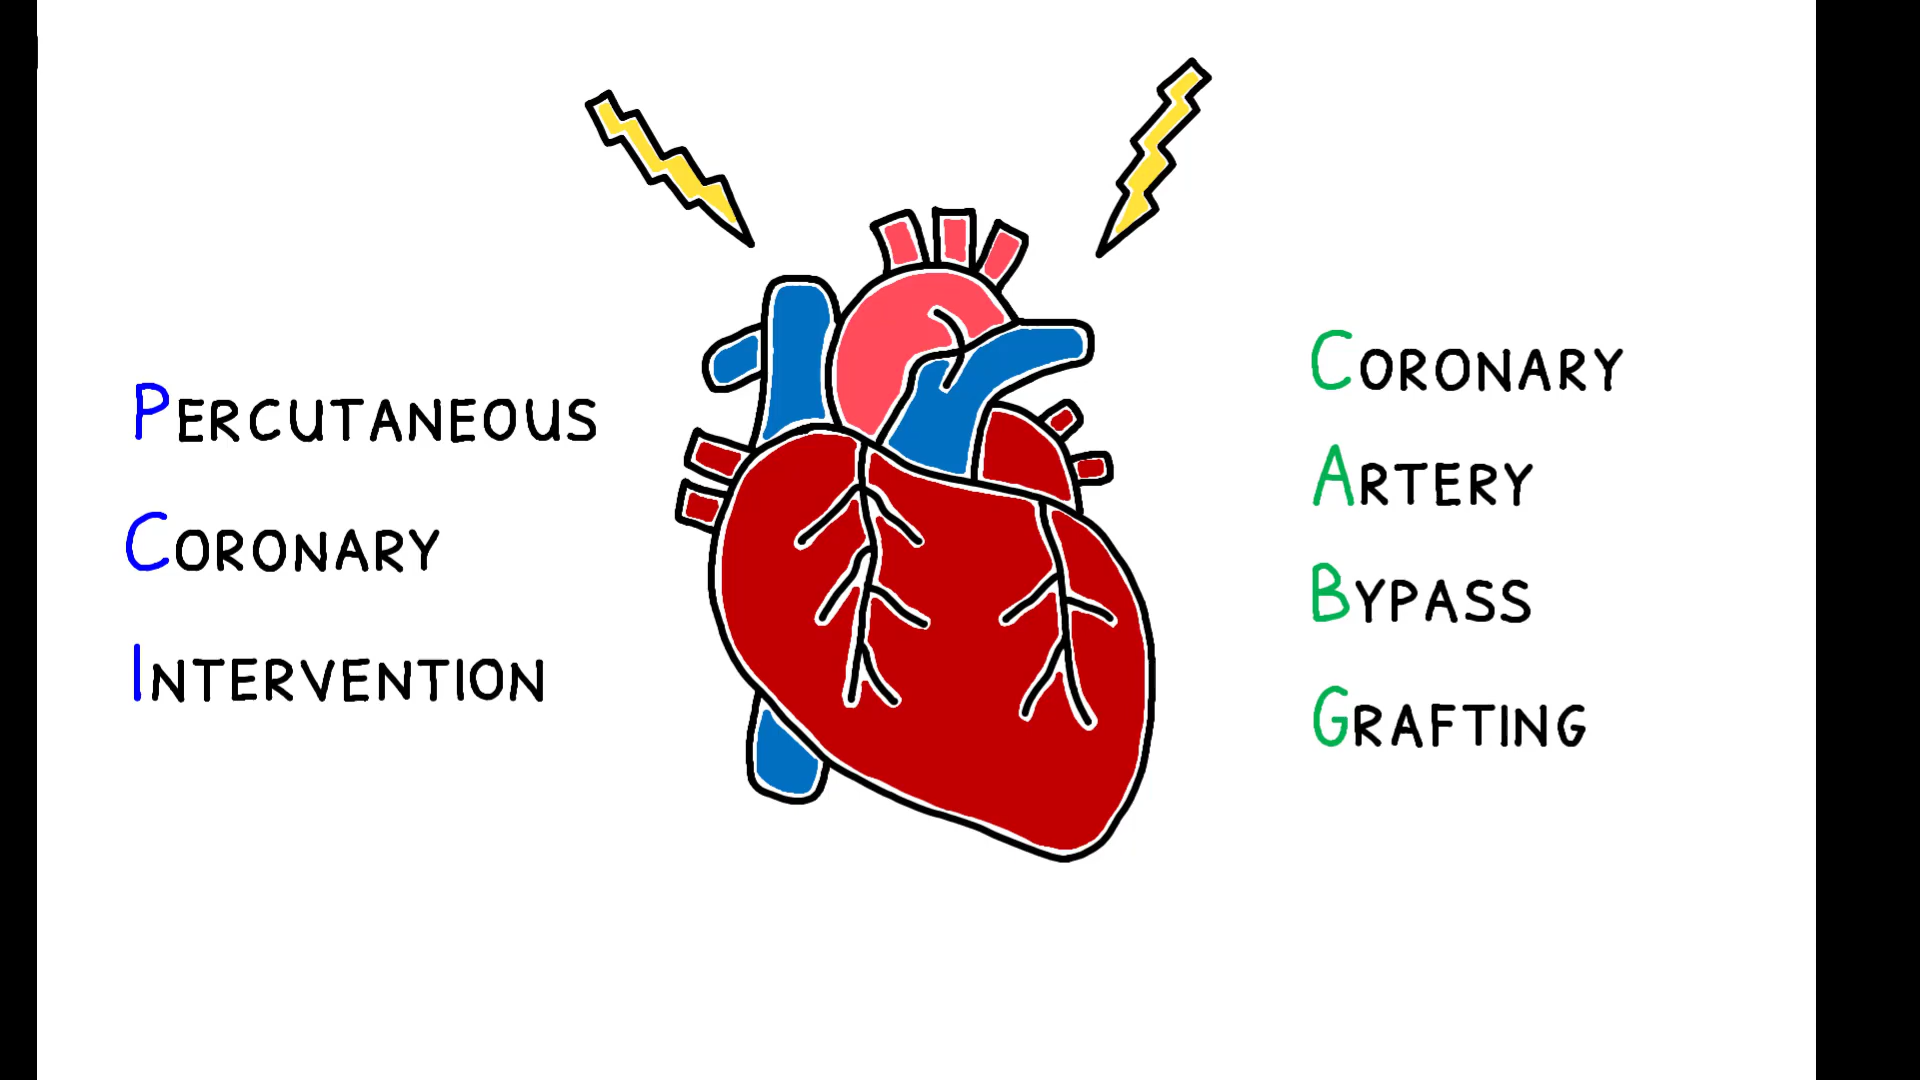 PERCUTANEOUS
CORONARY
INTERVENTION
CORONARY
ARTERY
BYPASS
GRAFTING